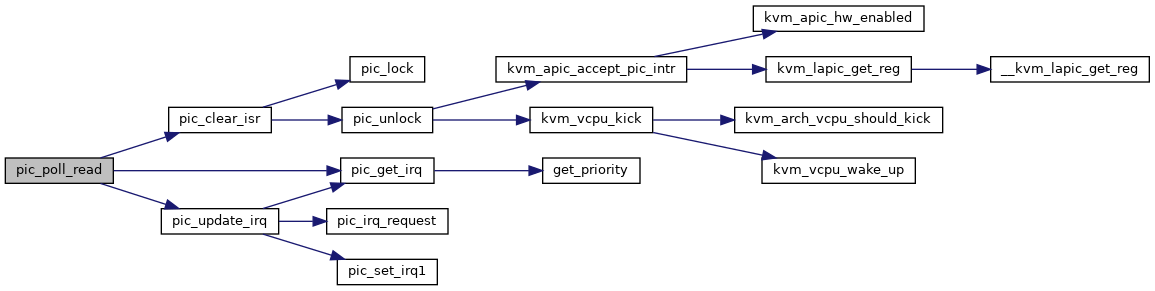 kvm_apic_hw_enabled
pic_lock
kvm_apic_accept_pic_intr
kvm_lapic_get_reg
__kvm_lapic_get_reg
pic_clear_isr
pic_unlock
kvm_vcpu_kick
kvm_arch_vcpu_should_kick
pic_poll_read
pic_get_irq
get_priority
kvm_vcpu_wake_up
pic_update_irq
pic_irq_request
pic_set_irq1